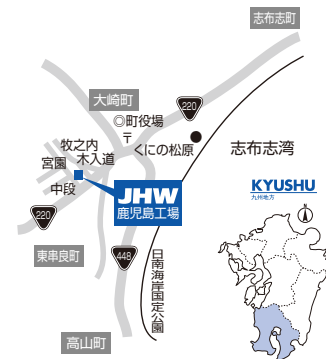 志布志町
大崎町
220
◎町役場
〒
くにの松原
志布志湾
牧之内
木入道
宮園
中段
JHW
鹿児島工場
KYUSHU
九州地方
N
220
東串良町
448
日南海岸国定公園
高山町